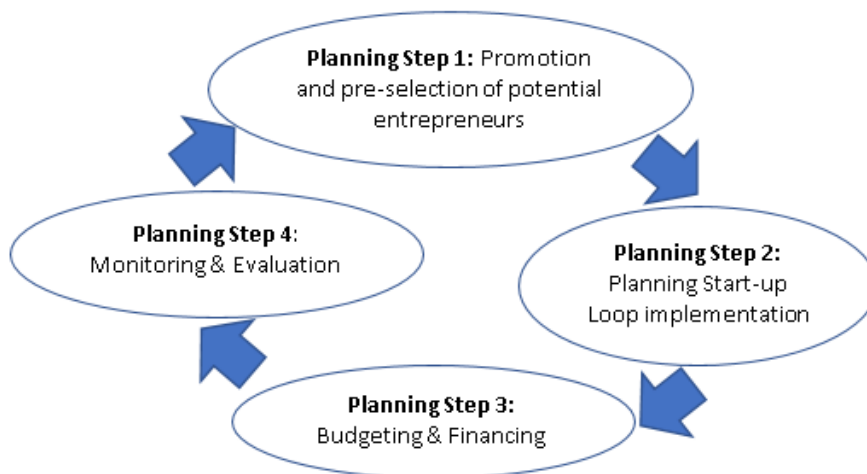 Planning Step 1: Promotion
and pre-selection of potential
entrepreneurs
Planning Step 2:
Planning Start-up
Loop implementation
Planning Step 3:
Budgeting & Financing
Planning Step 4:
Monitoring & Evaluation